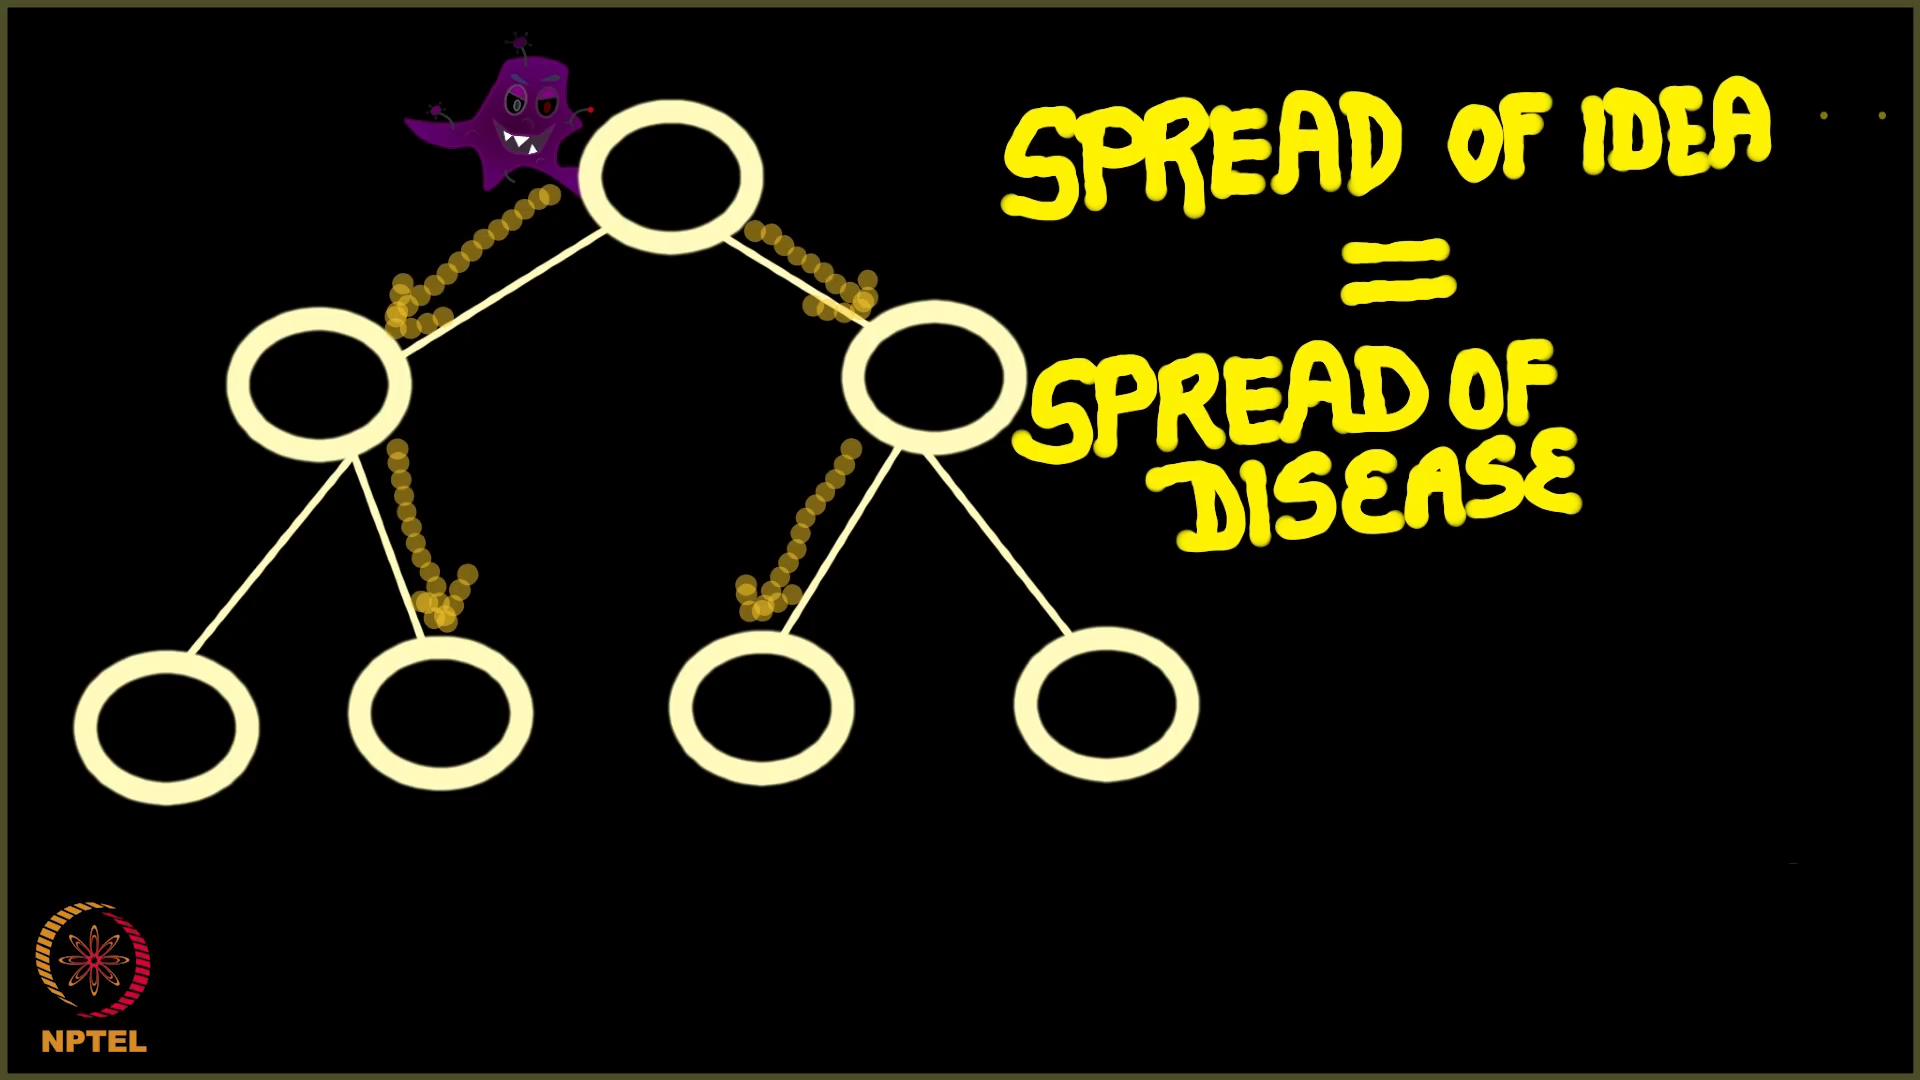 SPREAD OF IDEA
=
SPREAD OF
DISEASE
NPTEL